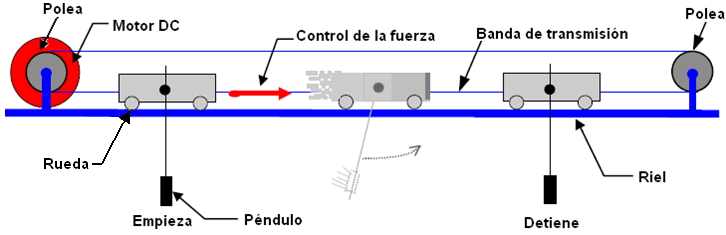 Polea
Motor DC
Control de la fuerza
Banda de transmisión
Polea
Rueda
Empieza
Péndulo
Detiene
Riel